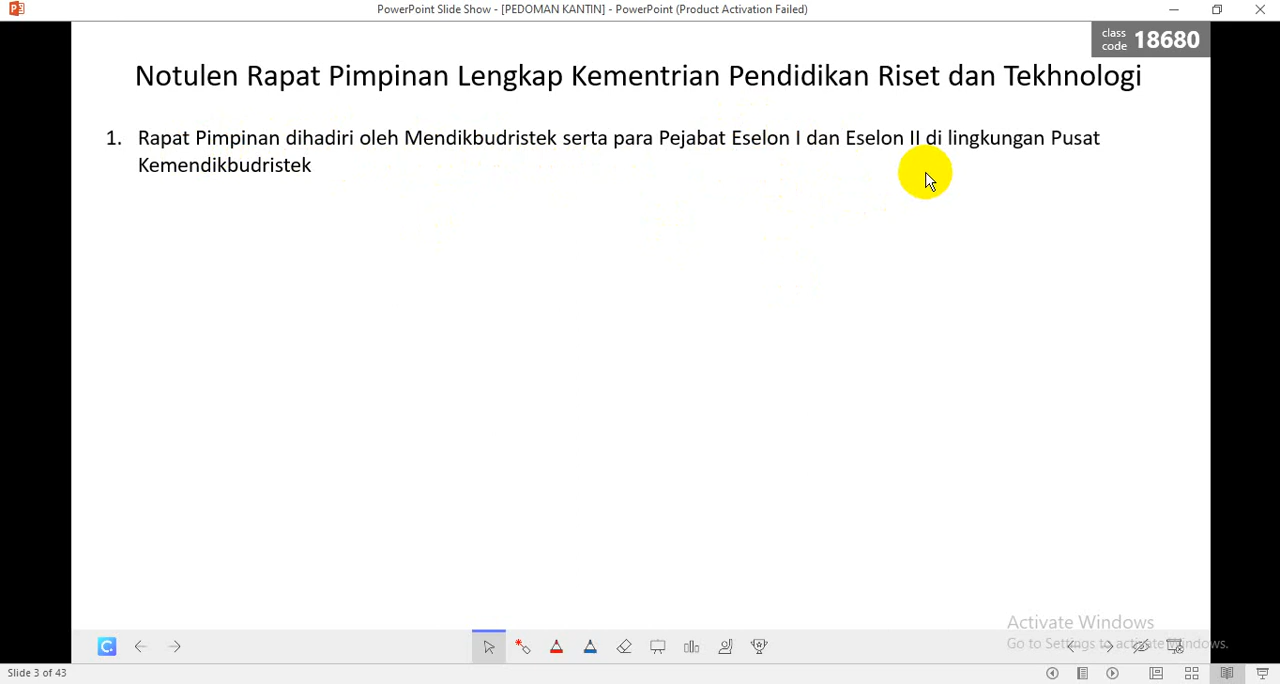 PowerPoint Slide Show - [PEDOMAN KANTIN] - PowerPoint (Product Activation Failed)
class code 18680
Notulen Rapat Pimpinan Lengkap Kementrian Pendidikan Riset dan Tekhnologi
1. Rapat Pimpinan dihadiri oleh Mendikbudristek serta para Pejabat Eselon I dan Eselon II di lingkungan Pusat
Kemendikbudristek
Activate Windows
Go to Settings to activate Windows.
Slide 3 of 43